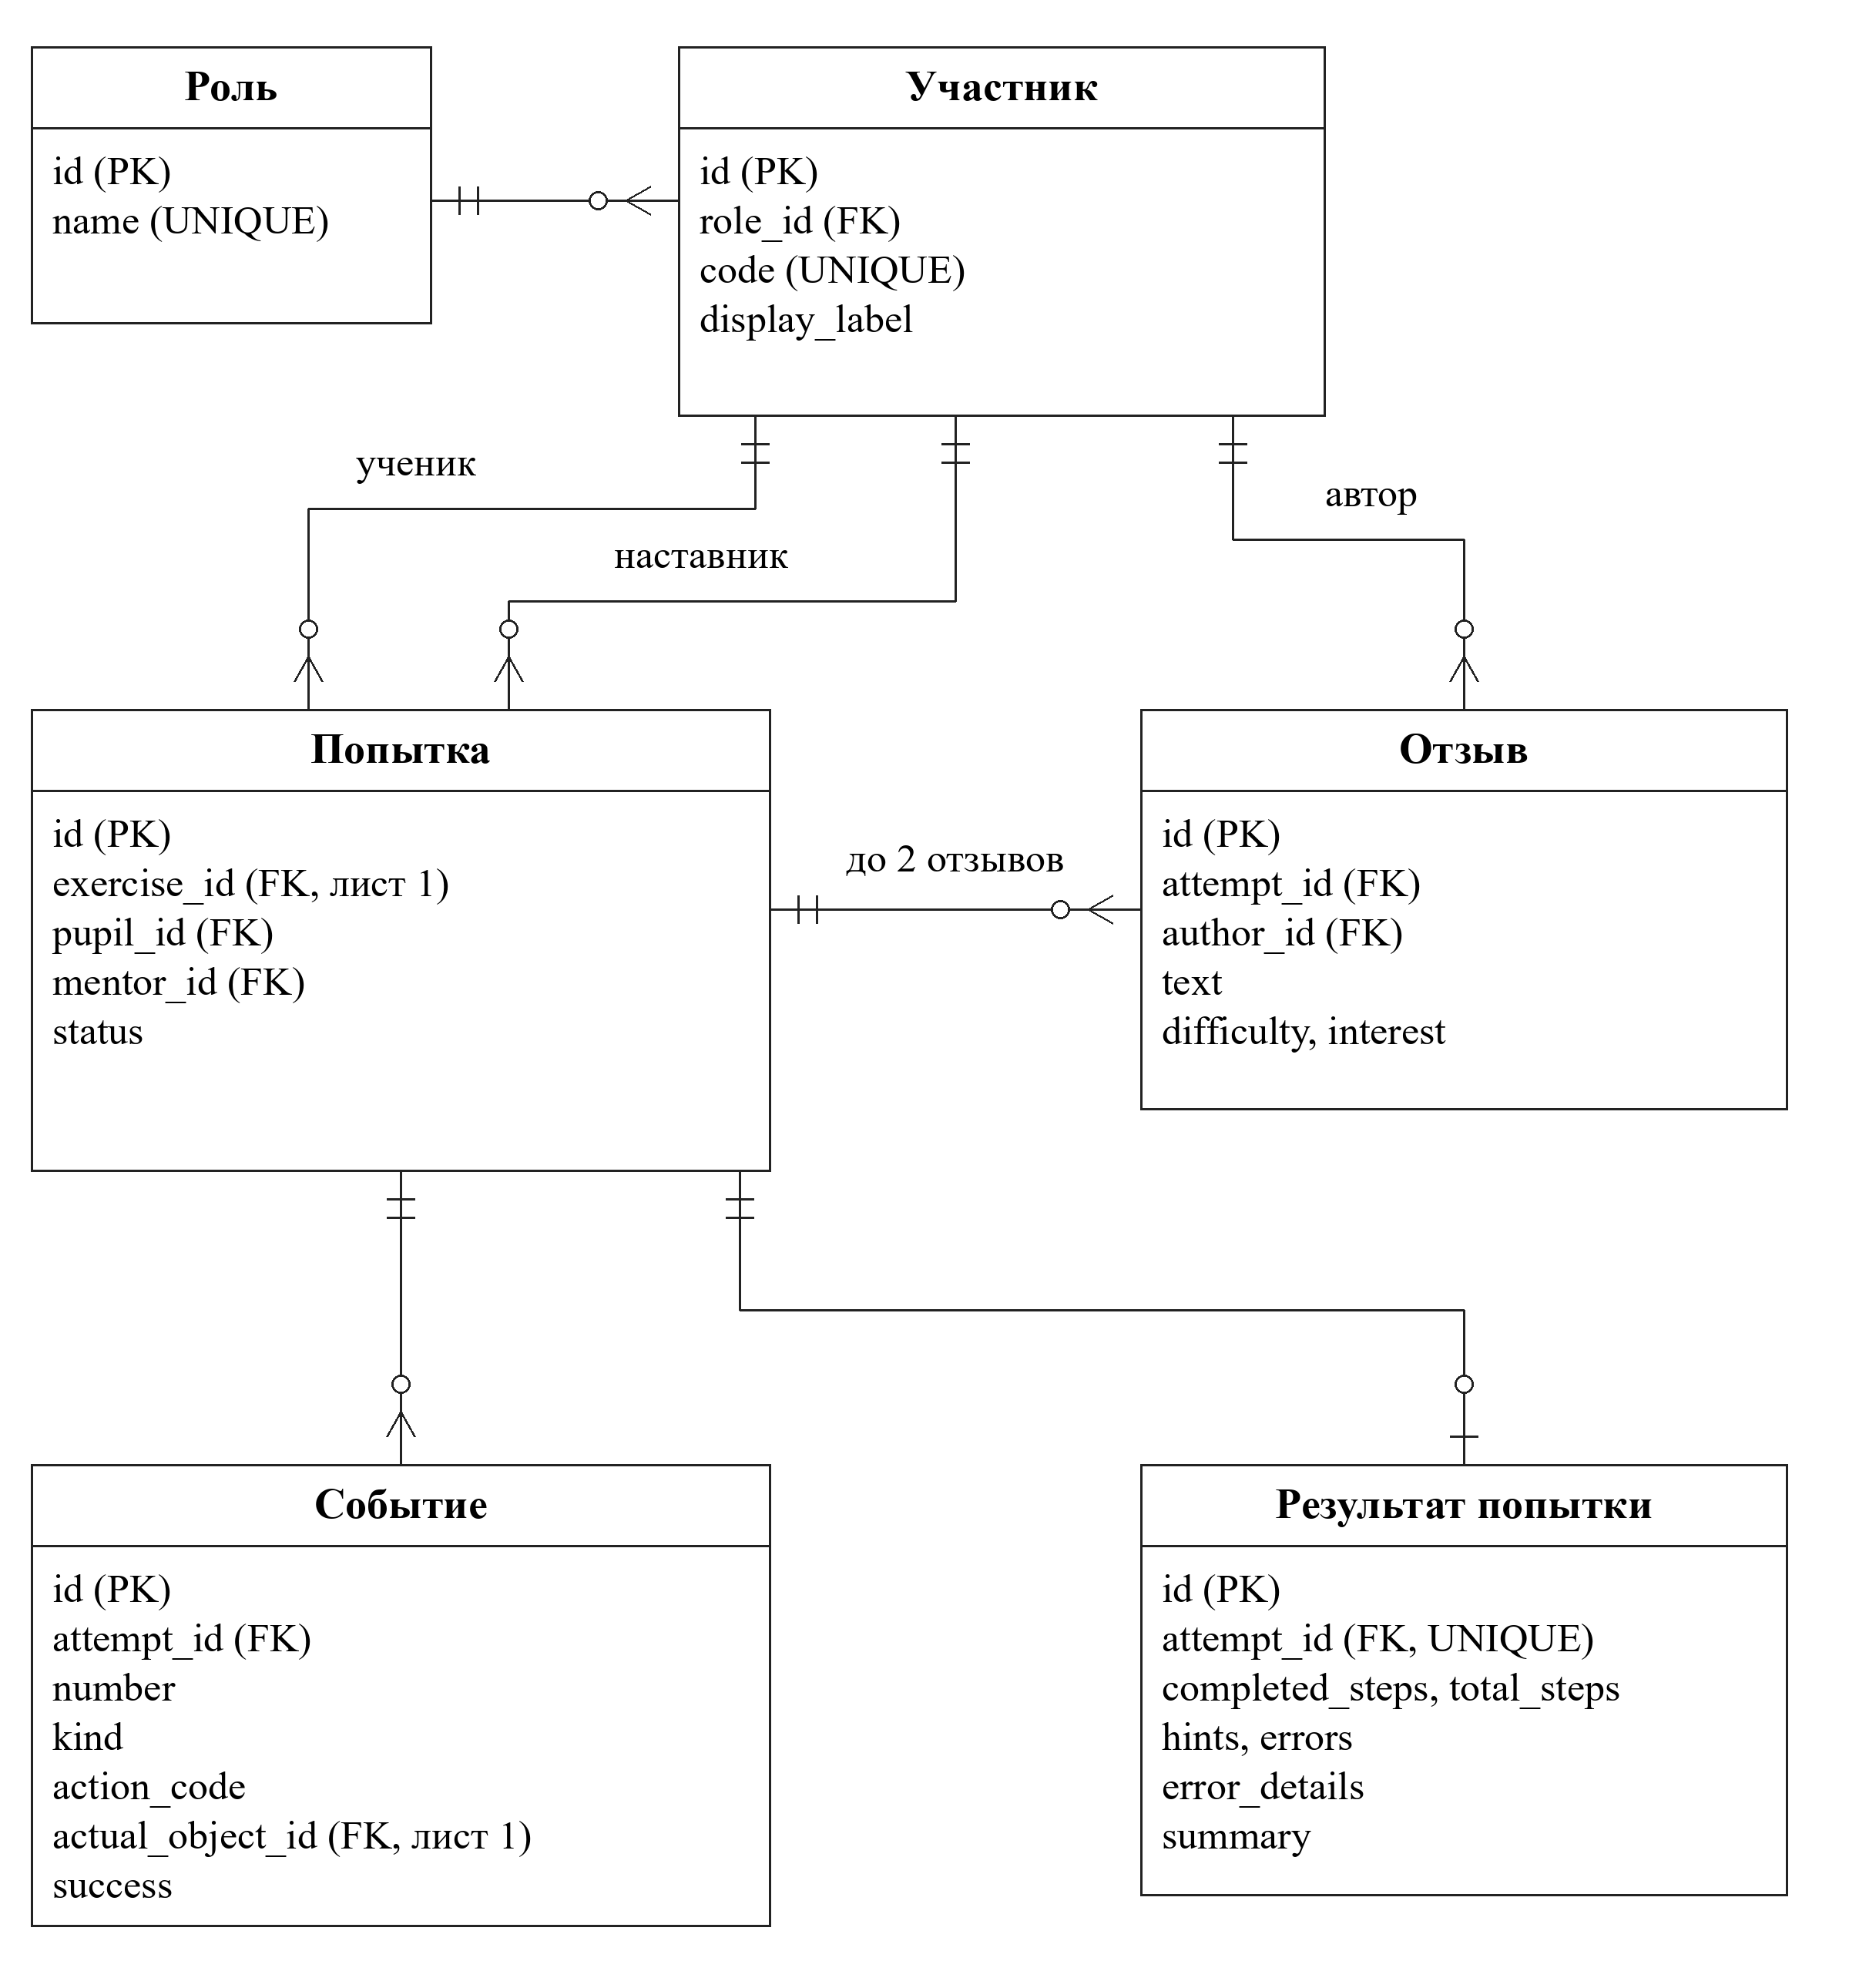 Роль
id (PK)
name (UNIQUE)
Участник
id (PK)
role_id (FK)
code (UNIQUE)
display_label
ученик
наставник
автор
Попытка
id (PK)
exercise_id (FK, лист 1)
pupil_id (FK)
mentor_id (FK)
status
до 2 отзывов
Отзыв
id (PK)
attempt_id (FK)
author_id (FK)
text
difficulty, interest
Событие
id (PK)
attempt_id (FK)
number
kind
action_code
actual_object_id (FK, лист 1)
success
Результат попытки
id (PK)
attempt_id (FK, UNIQUE)
completed_steps, total_steps
hints, errors
error_details
summary